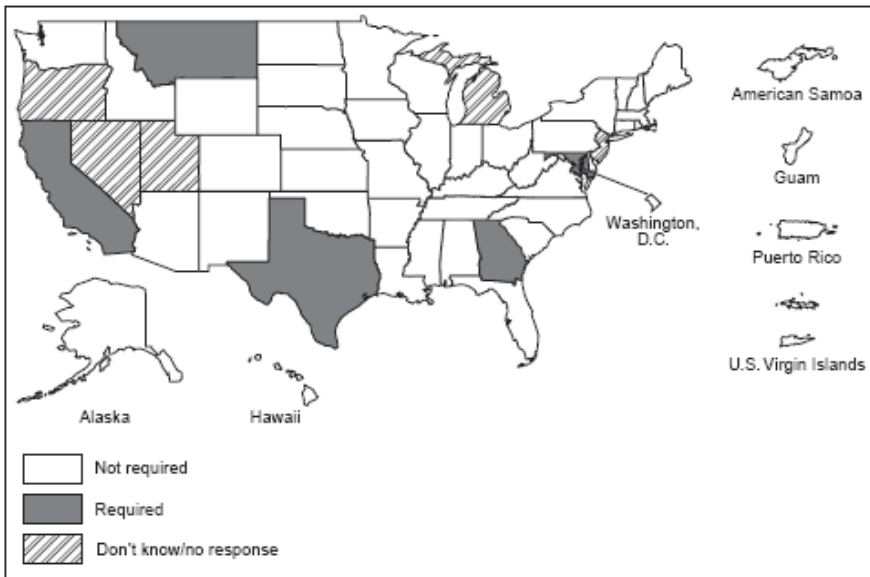 American Samoa
Guam
Washington,
D.C.
Puerto Rico
U.S. Virgin Islands
Alaska
Hawaii
Not required
Required
Don't know/no response